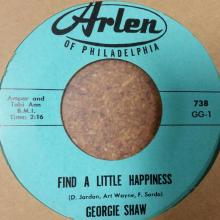 Arlen
OF PHILADELPHIA
Amper and
Tobi Ann
B.M.I.
Time: 2:16
738
GG-1
FIND A LITTLE HAPPINESS
(D. Jordan, Art Wayne, F. Sardo)
GEORGIE SHAW